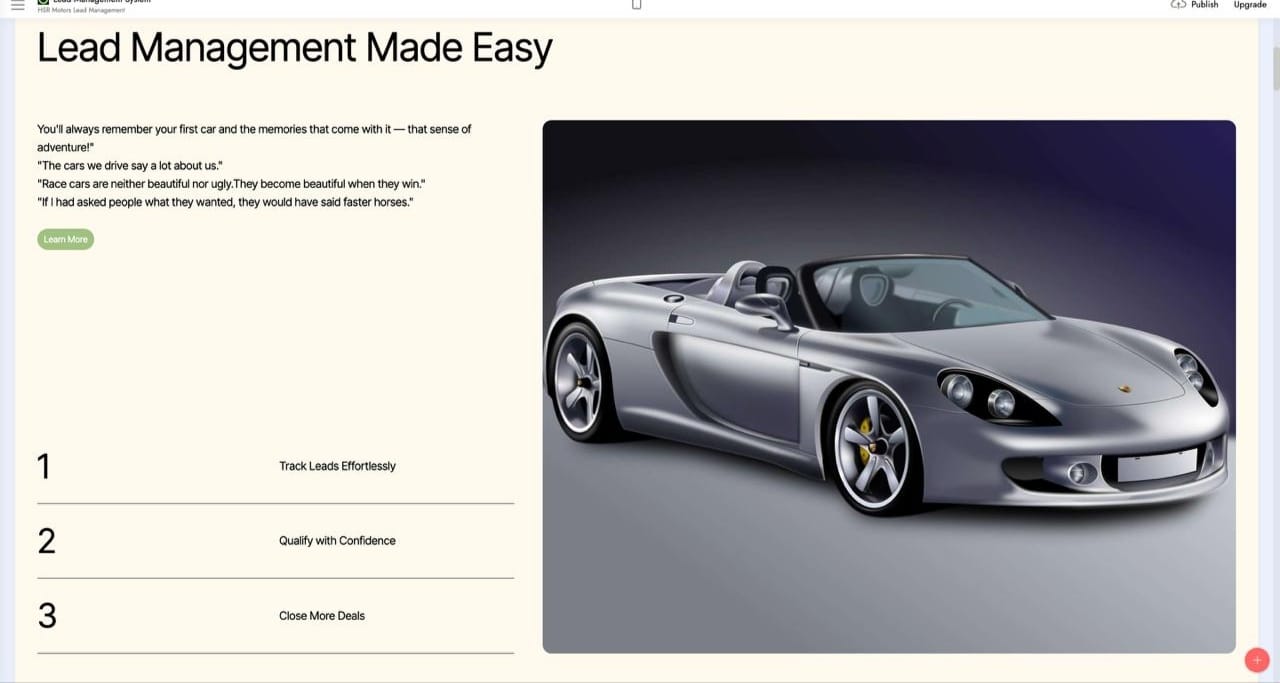 Lead Management System
HSR Motors Lead Management
Publish
Upgrade
Lead Management Made Easy
You'll always remember your first car and the memories that come with it — that sense of
adventure!"
"The cars we drive say a lot about us."
"Race cars are neither beautiful nor ugly.They become beautiful when they win."
"If I had asked people what they wanted, they would have said faster horses."
Learn More
1
Track Leads Effortlessly
2
Qualify with Confidence
3
Close More Deals